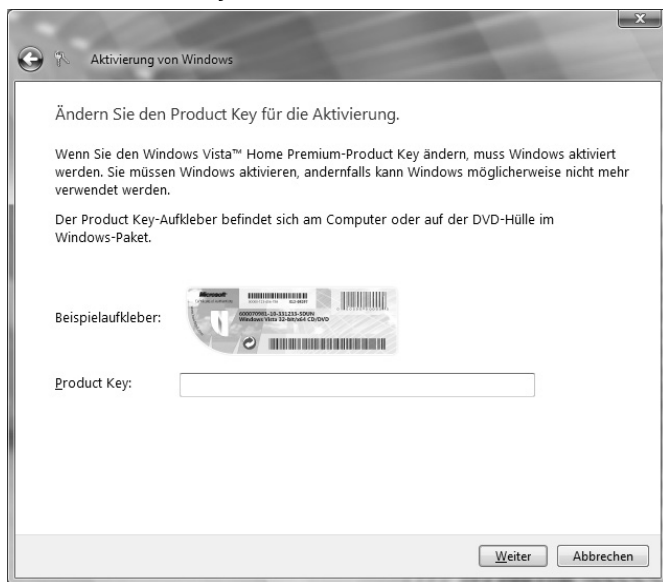 Aktivierung von Windows
Ändern Sie den Product Key für die Aktivierung.
Wenn Sie den Windows Vista™ Home Premium-Product Key ändern, muss Windows aktiviert
werden. Sie müssen Windows aktivieren, andernfalls kann Windows möglicherweise nicht mehr
verwendet werden.
Der Product Key-Aufkleber befindet sich am Computer oder auf der DVD-Hülle im
Windows-Paket.
Microsoft
Beispielaufkleber:
Windows Vista 32-bit/x64 CD/DVD
Product Key:
Weiter Abbrechen